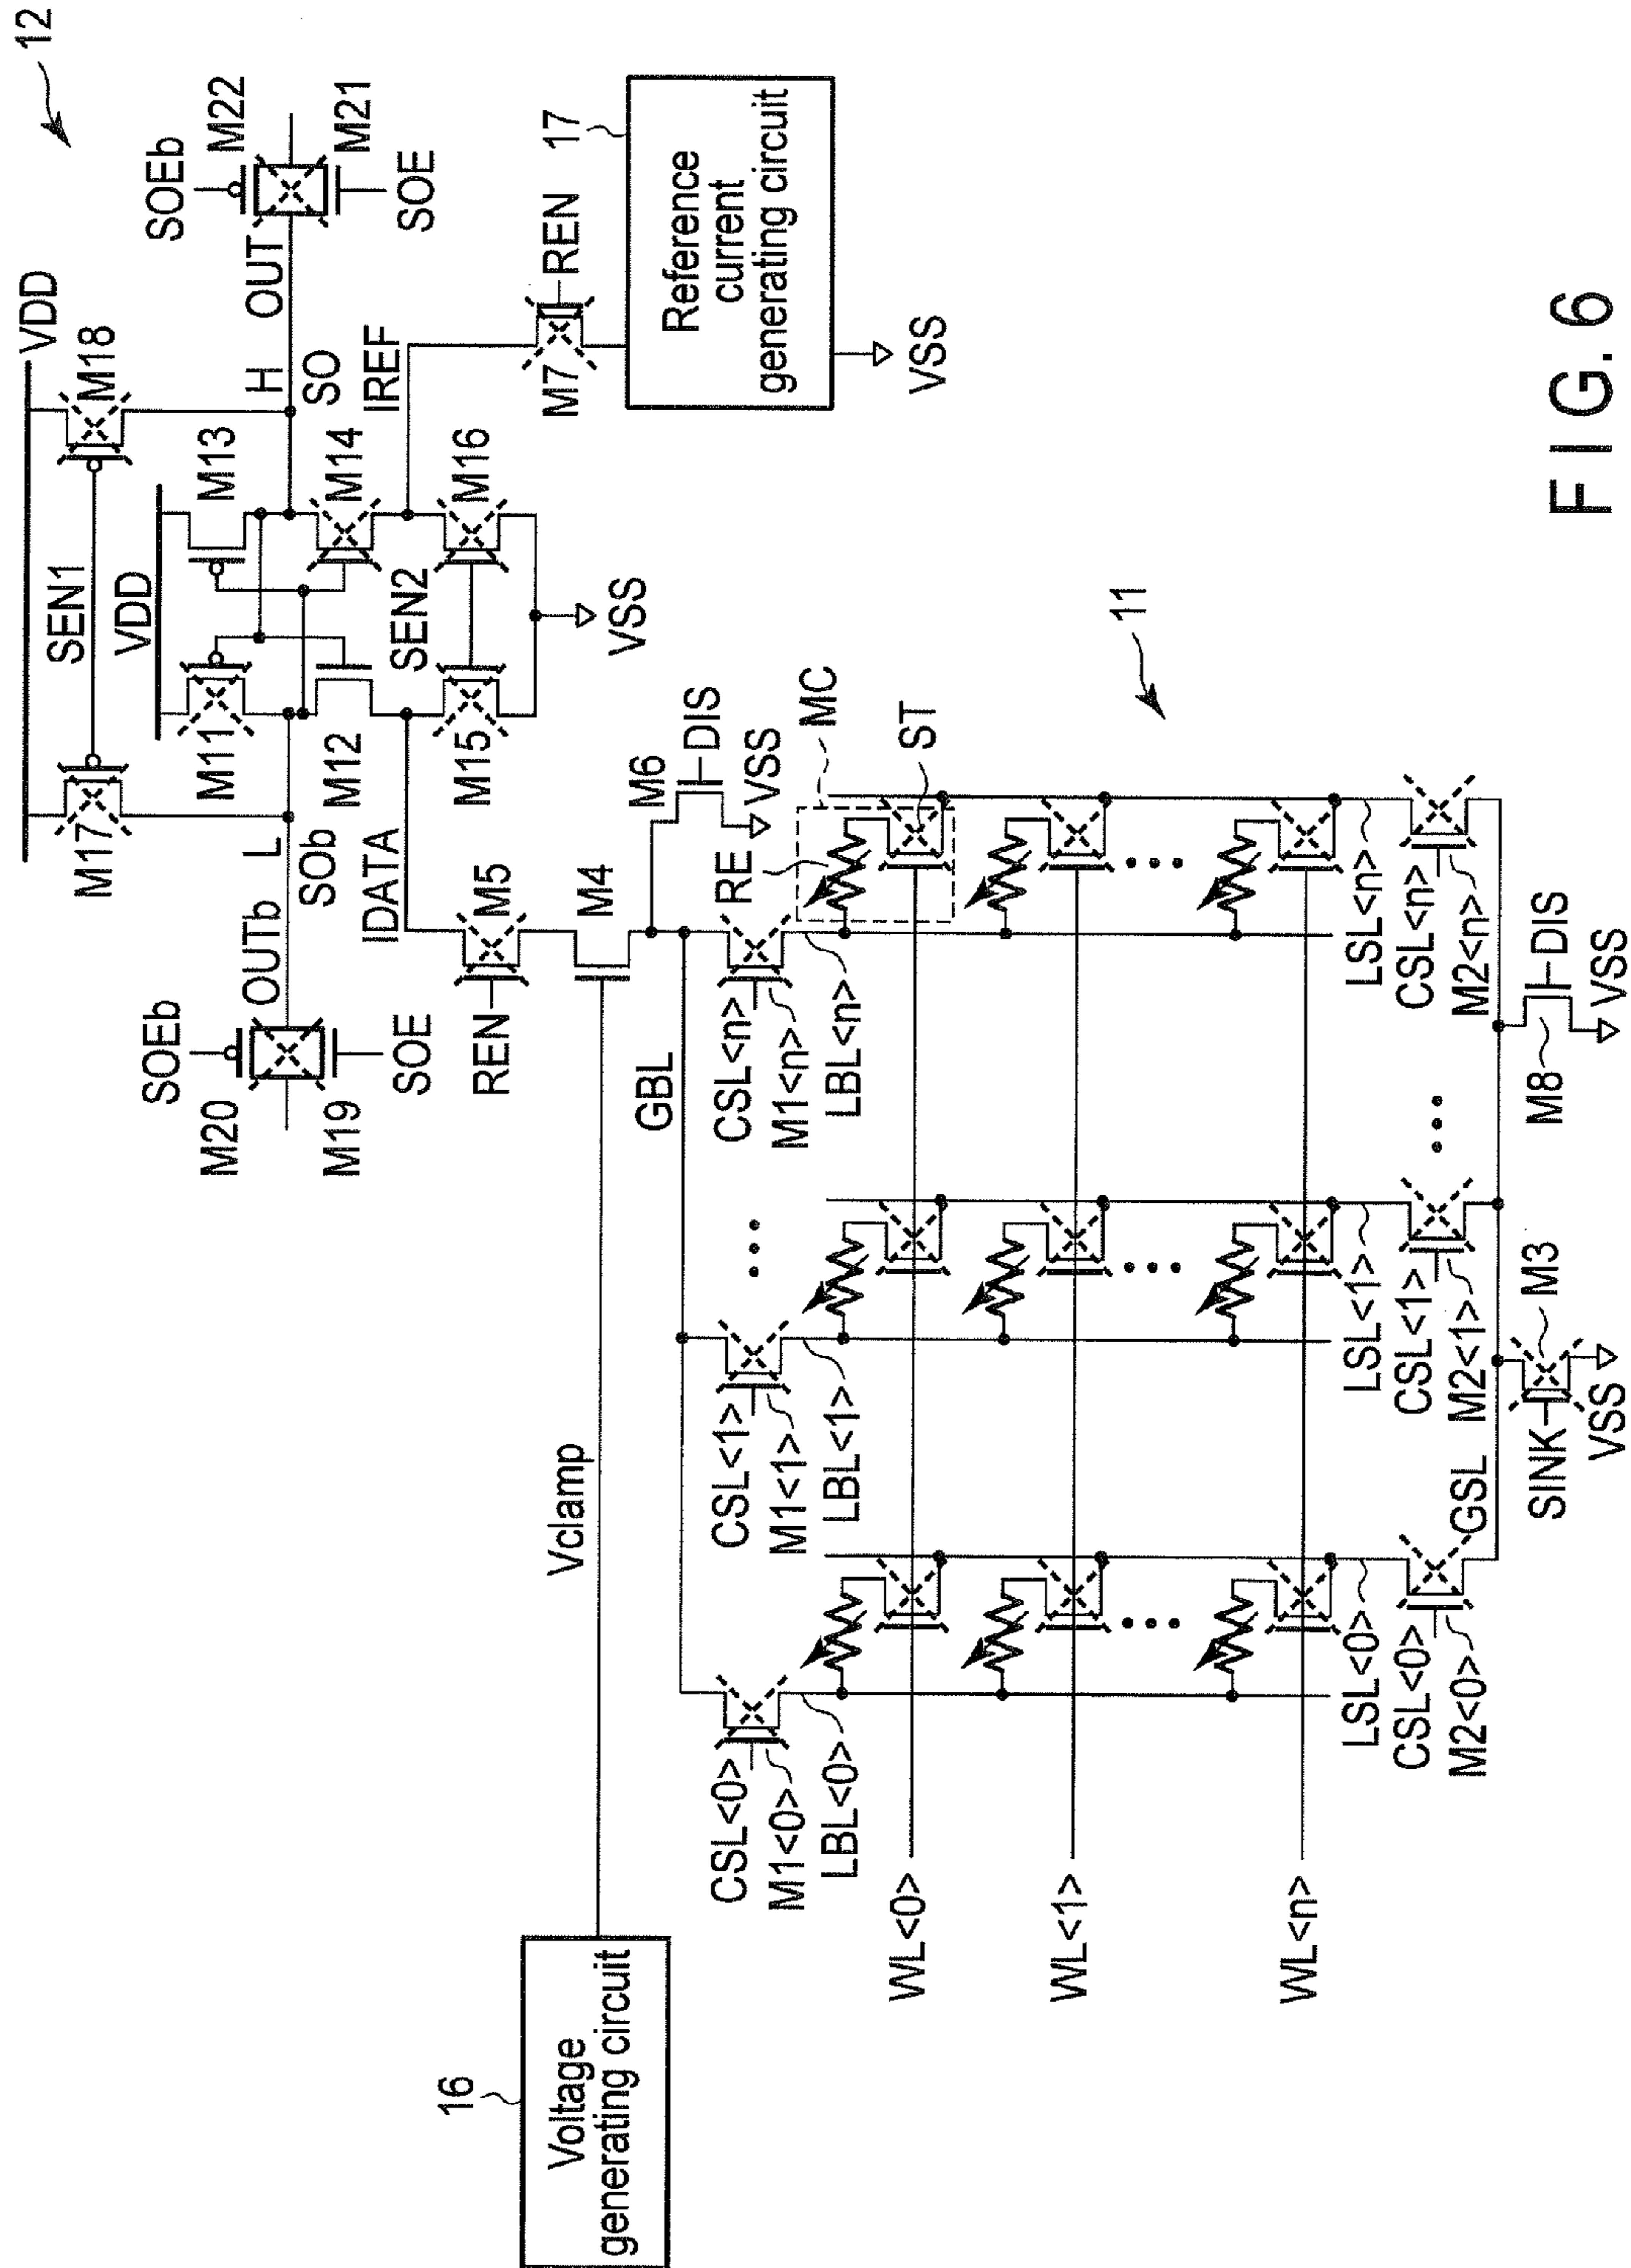 12
VDD
SEN1
M17
M18
VDD
M11
M13
SOEb
M20
M19
SOE
OUTb
L
SOb
M12
H
SO
OUT
SOEb
M22
M21
SOE
M14
SEN2
IDATA
IREF
M15
M16
VSS
REN
M5
M4
M7
REN
17
Reference
current
generating circuit
VSS
16
Voltage
generating circuit
Vclamp
GBL
M6
DIS
VSS
CSL<0>
M1<0>
LBL<0>
CSL<1>
M1<1>
LBL<1>
CSL<n>
M1<n>
LBL<n>
RE
MC
ST
11
WL<0>
WL<1>
WL<n>
LSL<0>
CSL<0>
M2<0>
LSL<1>
CSL<1>
M2<1>
LSL<n>
CSL<n>
M2<n>
GSL
SINK
M3
VSS
M8
DIS
VSS
FIG. 6